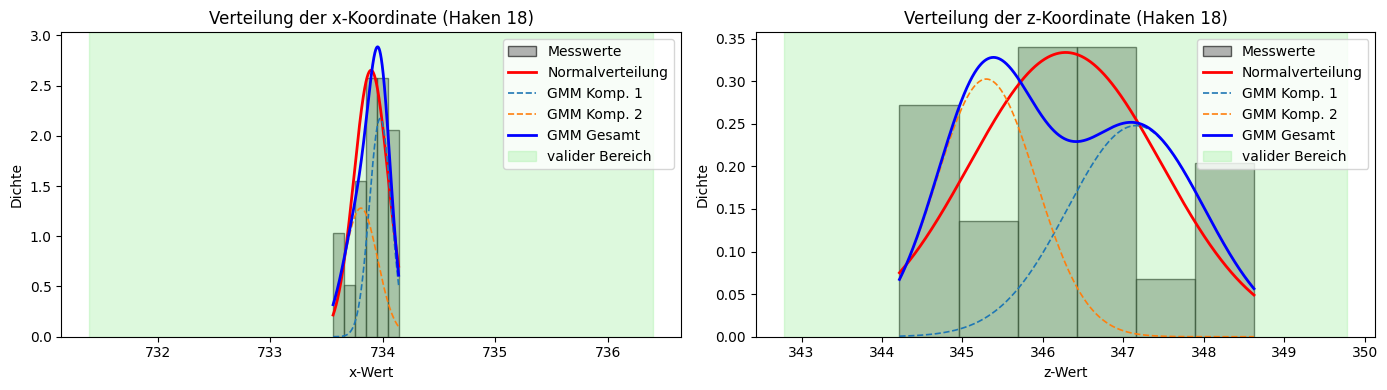 Verteilung der x-Koordinate (Haken 18)
3.0
2.5
2.0
1.5
1.0
0.5
0.0
Dichte
732
733
734
735
736
x-Wert
Messwerte
Normalverteilung
GMM Komp. 1
GMM Komp. 2
GMM Gesamt
valider Bereich
Verteilung der z-Koordinate (Haken 18)
0.35
0.30
0.25
0.20
0.15
0.10
0.05
0.00
Dichte
343
344
345
346
347
348
349
350
z-Wert
Messwerte
Normalverteilung
GMM Komp. 1
GMM Komp. 2
GMM Gesamt
valider Bereich